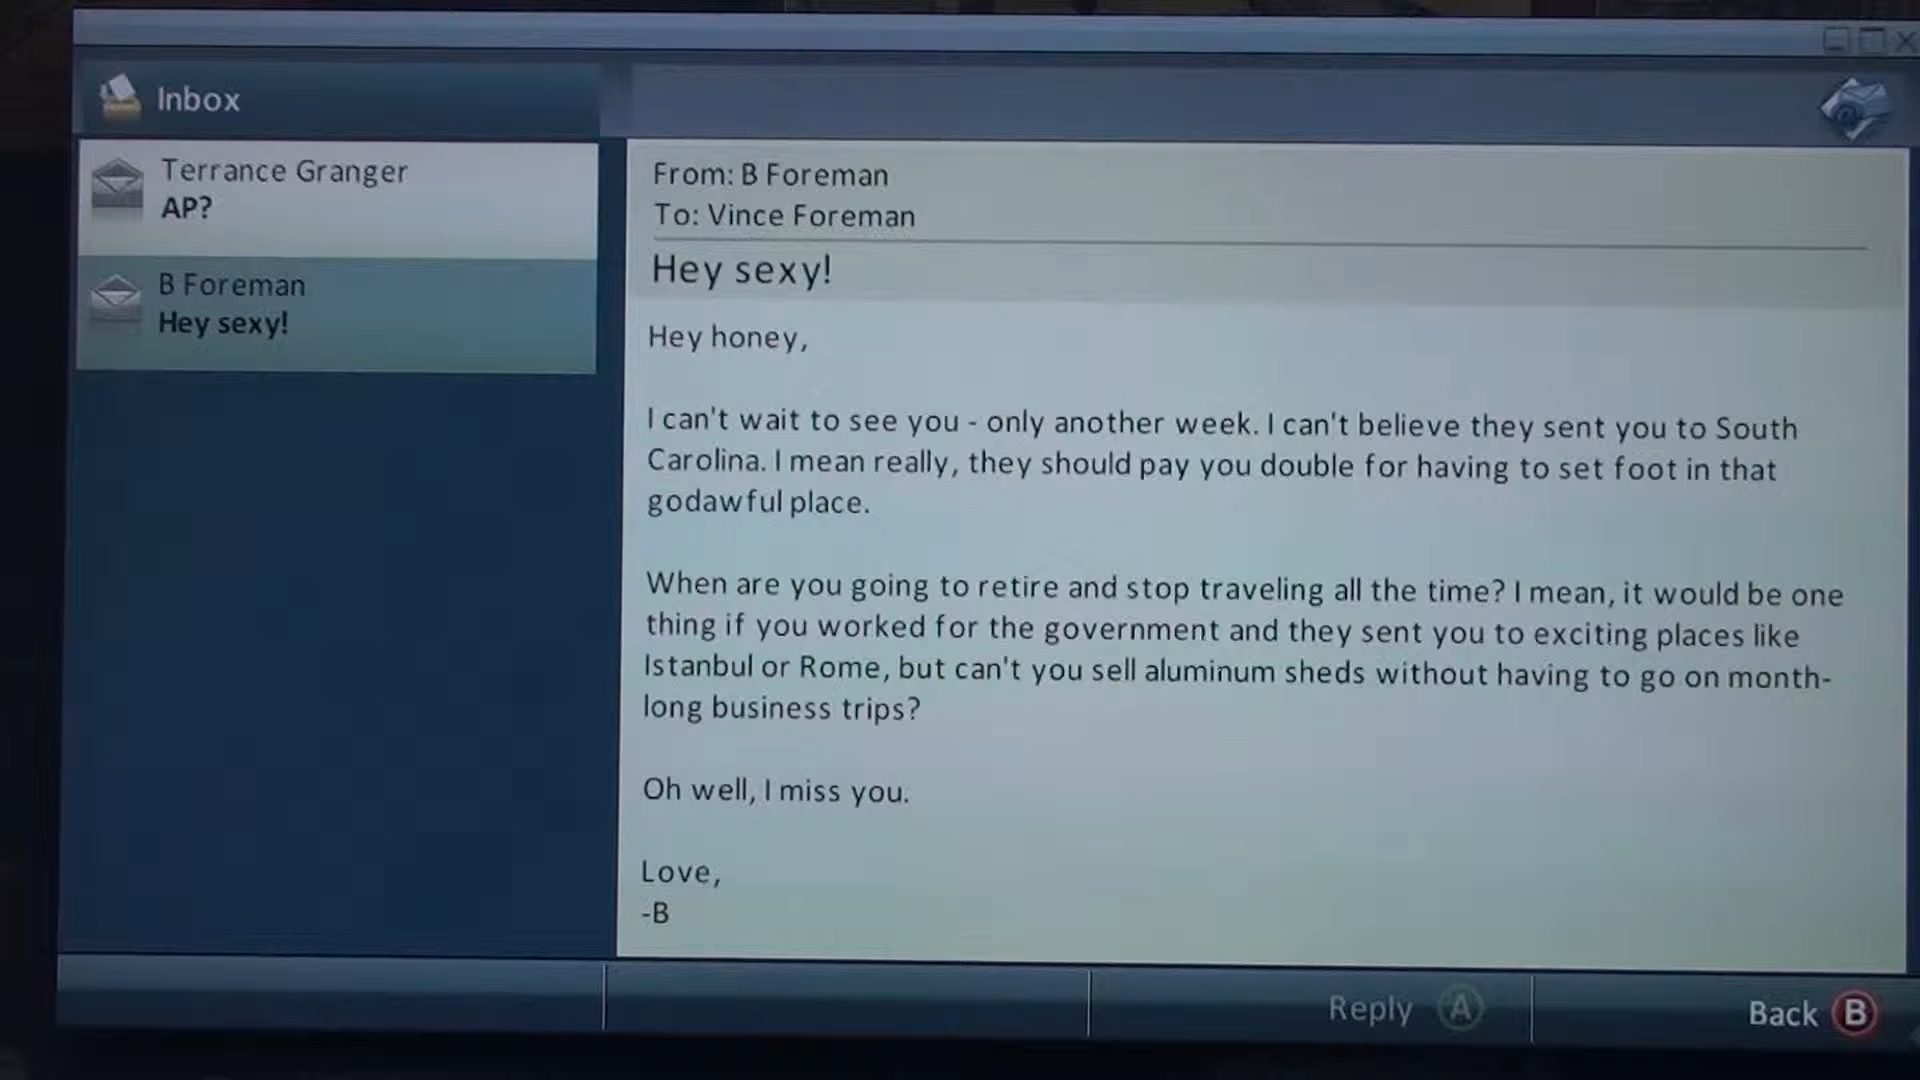 Inbox
Terrance Granger
AP?
B Foreman
Hey sexy!
From: B Foreman
To: Vince Foreman
Hey sexy!
Hey honey,
I can't wait to see you - only another week. I can't believe they sent you to South
Carolina. I mean really, they should pay you double for having to set foot in that
godawful place.
When are you going to retire and stop traveling all the time? I mean, it would be one
thing if you worked for the government and they sent you to exciting places like
Istanbul or Rome, but can't you sell aluminum sheds without having to go on month-
long business trips?
Oh well, I miss you.
Love,
-B
Reply A
Back B